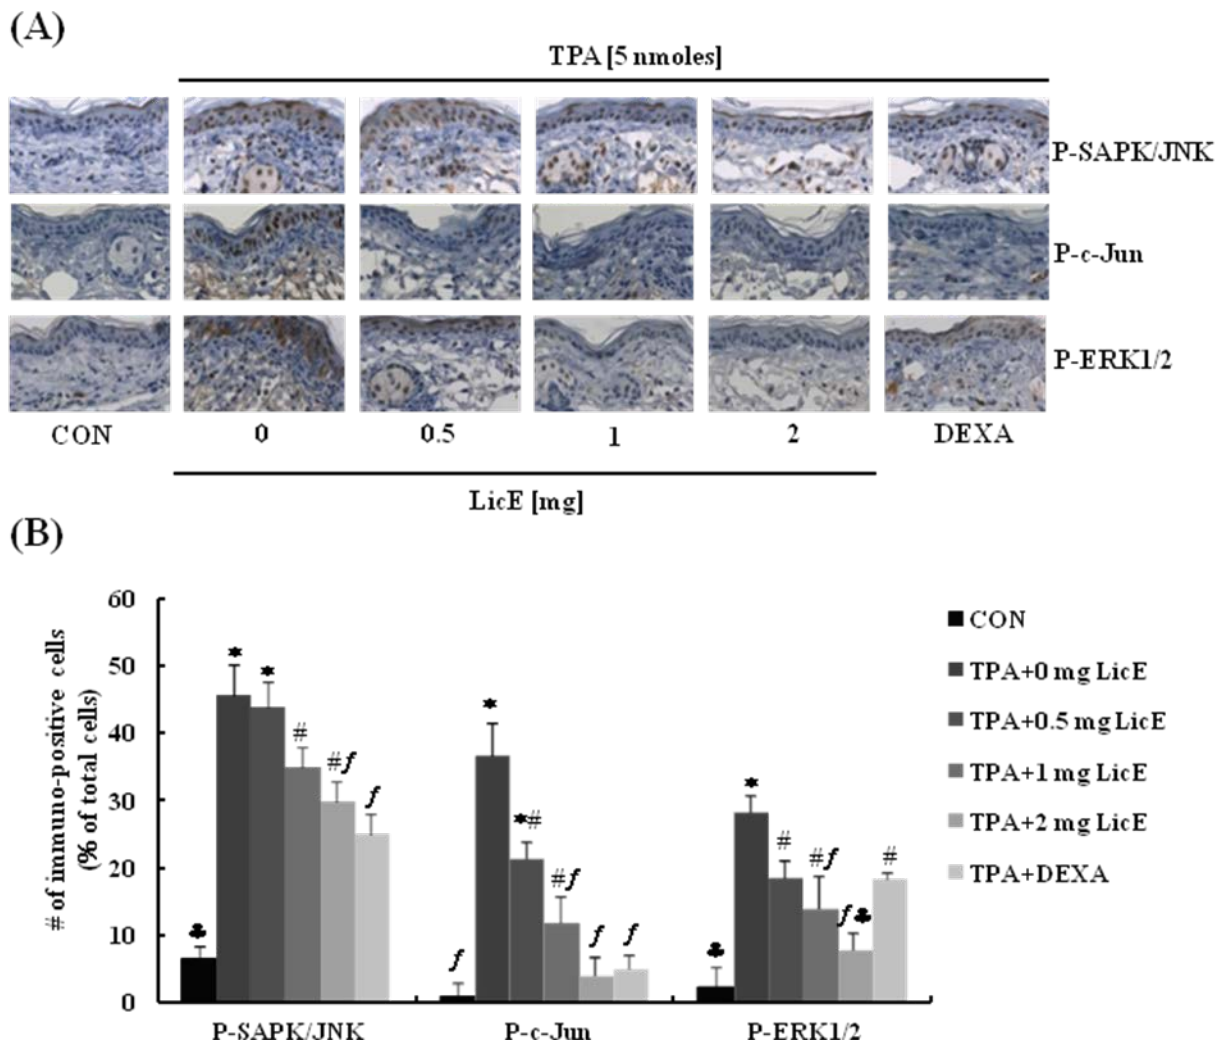 (A)
TPA [5 nmoles]
P-SAPK/JNK
P-c-Jun
P-ERK1/2
CON 0 0.5 1 2 DEXA
LicE [mg]
(B)
# of immuno-positive cells
(% of total cells)
60
50
40
30
20
10
0
♣ * * # #ƒ ƒ
ƒ * *# #ƒ ƒ ƒ
♣ * # #ƒ ƒ♣ #
P-SAPK/JNK P-c-Jun P-ERK1/2
CON
TPA+0 mg LicE
TPA+0.5 mg LicE
TPA+1 mg LicE
TPA+2 mg LicE
TPA+DEXA